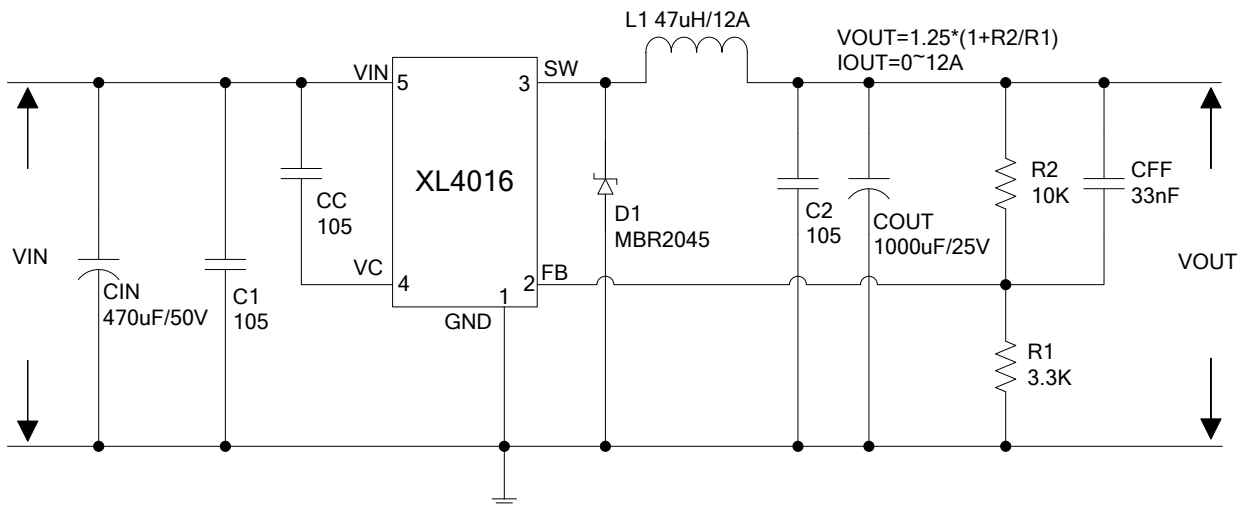 L1 47uH/12A
VOUT=1.25*(1+R2/R1)
IOUT=0~12A
VIN
5
3
SW
XL4016
CC
105
VC
4
2
FB
1
GND
VIN
CIN
470uF/50V
C1
105
D1
MBR2045
C2
105
COUT
1000uF/25V
R2
10K
CFF
33nF
VOUT
R1
3.3K